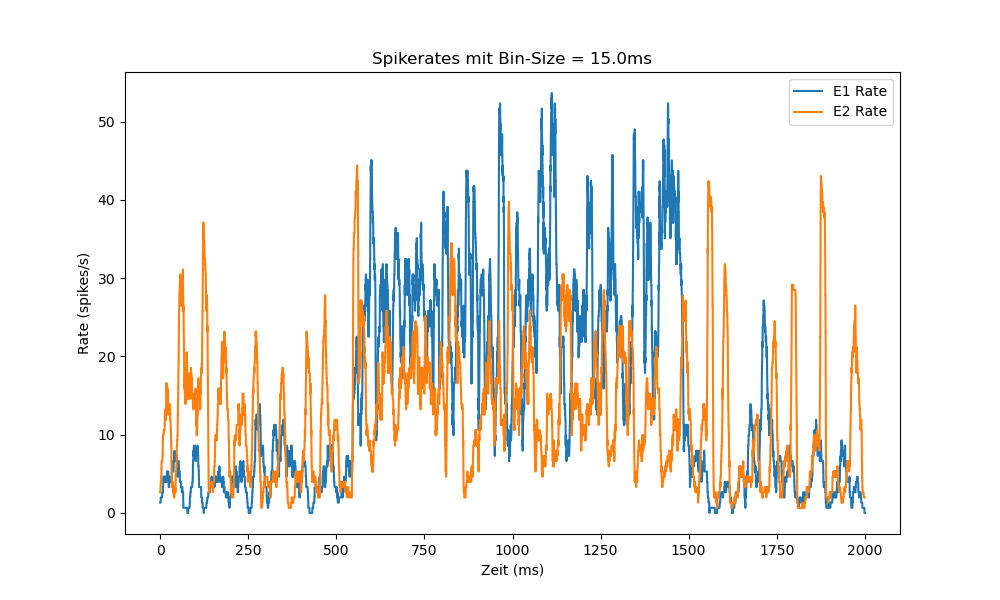 Spikerates mit Bin-Size = 15.0ms
E1 Rate
E2 Rate
50
40
30
20
10
0
Rate (spikes/s)
0 250 500 750 1000 1250 1500 1750 2000
Zeit (ms)